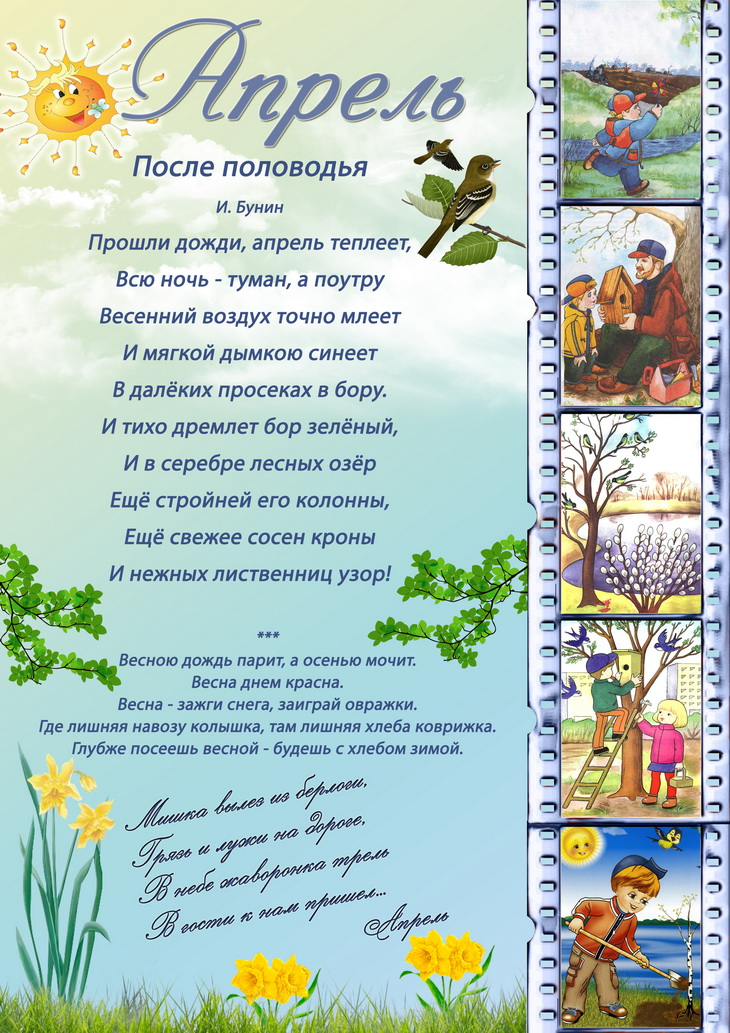 Апрель
После половодья
И. Бунин
Прошли дожди, апрель теплеет,
Всю ночь - туман, а поутру
Весенний воздух точно млеет
И мягкой дымкою синеет
В далёких просеках в бору.
И тихо дремлет бор зелёный,
И в серебре лесных озёр
Ещё стройней его колонны,
Ещё свежее сосен кроны
И нежных лиственниц узор!
***
Весною дождь парит, а осенью мочит.
Весна днем красна.
Весна - зажги снега, заиграй овражки.
Где лишняя навозу колышка, там лишняя хлеба коврижка.
Глубже посеешь весной - будешь с хлебом зимой.
Мишка вылез из берлоги,
Грязь и лужи на дороге,
В небе жаворонка трель
В гости к нам пришел...
Апрель